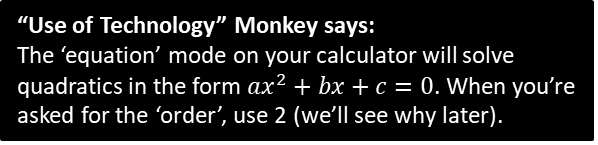 “Use of Technology” Monkey says:
The ‘equation’ mode on your calculator will solve
quadratics in the form ax² + bx + c = 0. When you’re
asked for the ‘order’, use 2 (we’ll see why later).